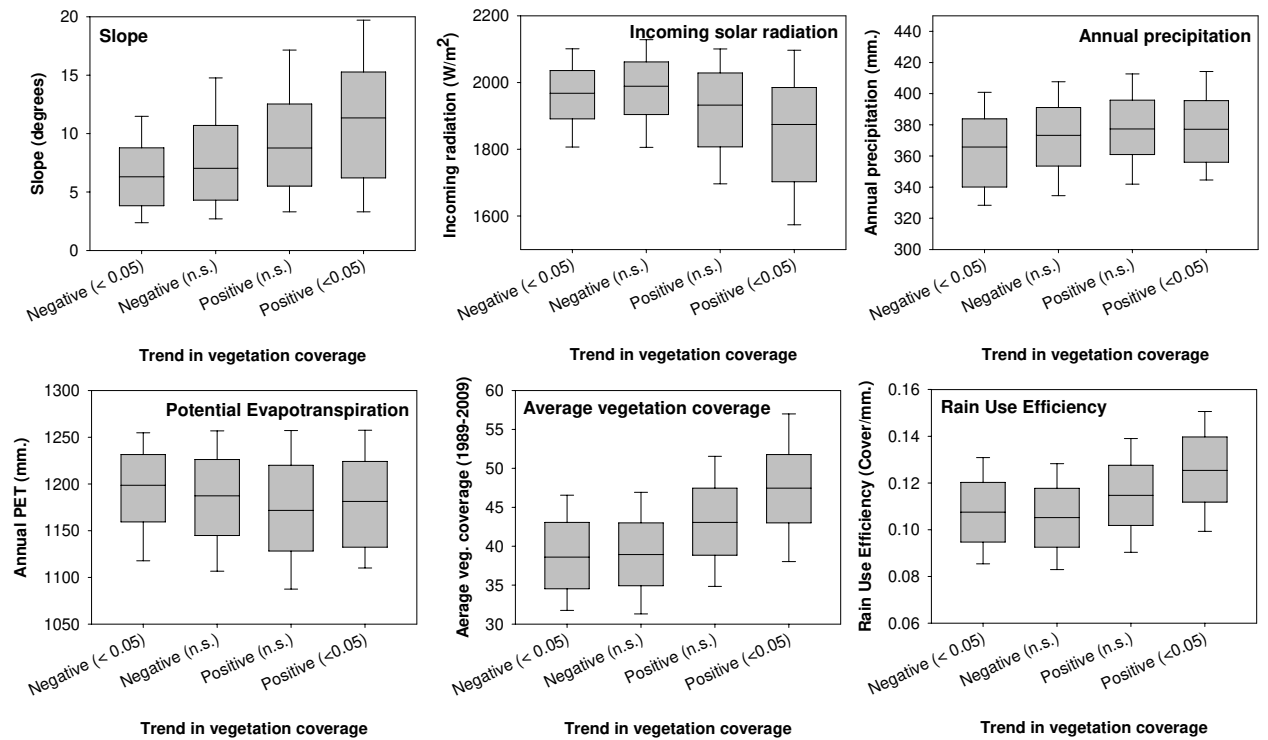 Slope
Slope (degrees)
20
15
10
5
0
Negative (< 0.05)
Negative (n.s.)
Positive (n.s.)
Positive (<0.05)
Trend in vegetation coverage
Incoming solar radiation
Incoming radiation (W/m²)
2200
2000
1800
1600
Negative (< 0.05)
Negative (n.s.)
Positive (n.s.)
Positive (<0.05)
Trend in vegetation coverage
Annual precipitation
Annual precipitation (mm.)
440
420
400
380
360
340
320
300
Negative (< 0.05)
Negative (n.s.)
Positive (n.s.)
Positive (<0.05)
Trend in vegetation coverage
Potential Evapotranspiration
Annual PET (mm.)
1300
1250
1200
1150
1100
1050
Negative (< 0.05)
Negative (n.s.)
Positive (n.s.)
Positive (<0.05)
Trend in vegetation coverage
Average vegetation coverage
Aerage veg. coverage (1989-2009)
60
55
50
45
40
35
30
Negative (< 0.05)
Negative (n.s.)
Positive (n.s.)
Positive (<0.05)
Trend in vegetation coverage
Rain Use Efficiency
Rain Use Efficiency (Cover/mm.)
0.16
0.14
0.12
0.10
0.08
0.06
Negative (< 0.05)
Negative (n.s.)
Positive (n.s.)
Positive (<0.05)
Trend in vegetation coverage